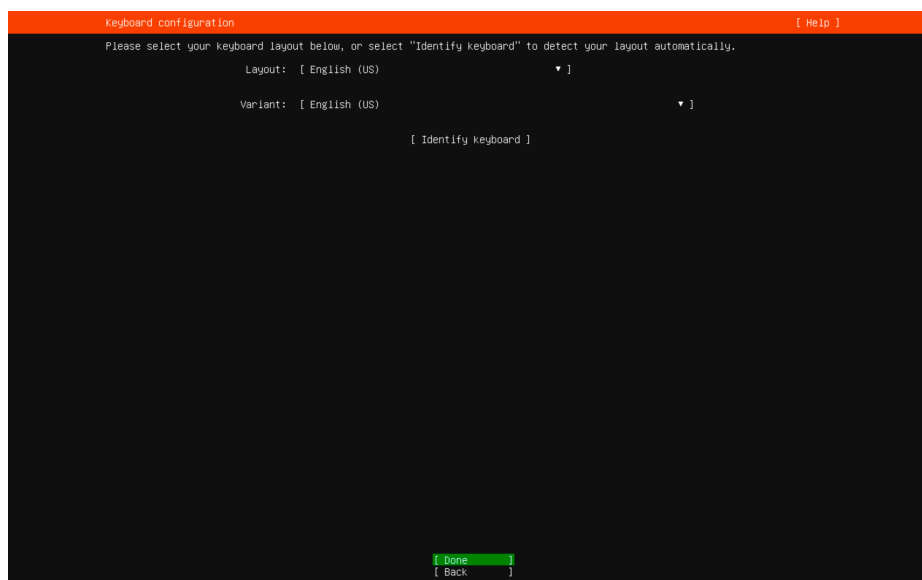 Keyboard configuration [ Help ]
Please select your keyboard layout below, or select "Identify keyboard" to detect your layout automatically.
Layout: [ English (US) ▾ ]
Variant: [ English (US) ▾ ]
[ Identify keyboard ]
[ Done ]
[ Back ]